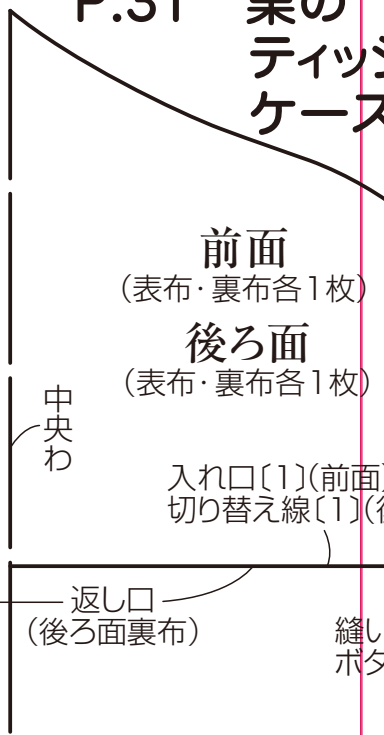 P.31 の
ティッシ
ケース
前面
（表布・裏布各1枚）
後ろ面
（表布・裏布各1枚）
中央わ
入れ口〔1〕（前面）
切り替え線〔1〕（後
返し口
（後ろ面裏布）
縫い
ボタ